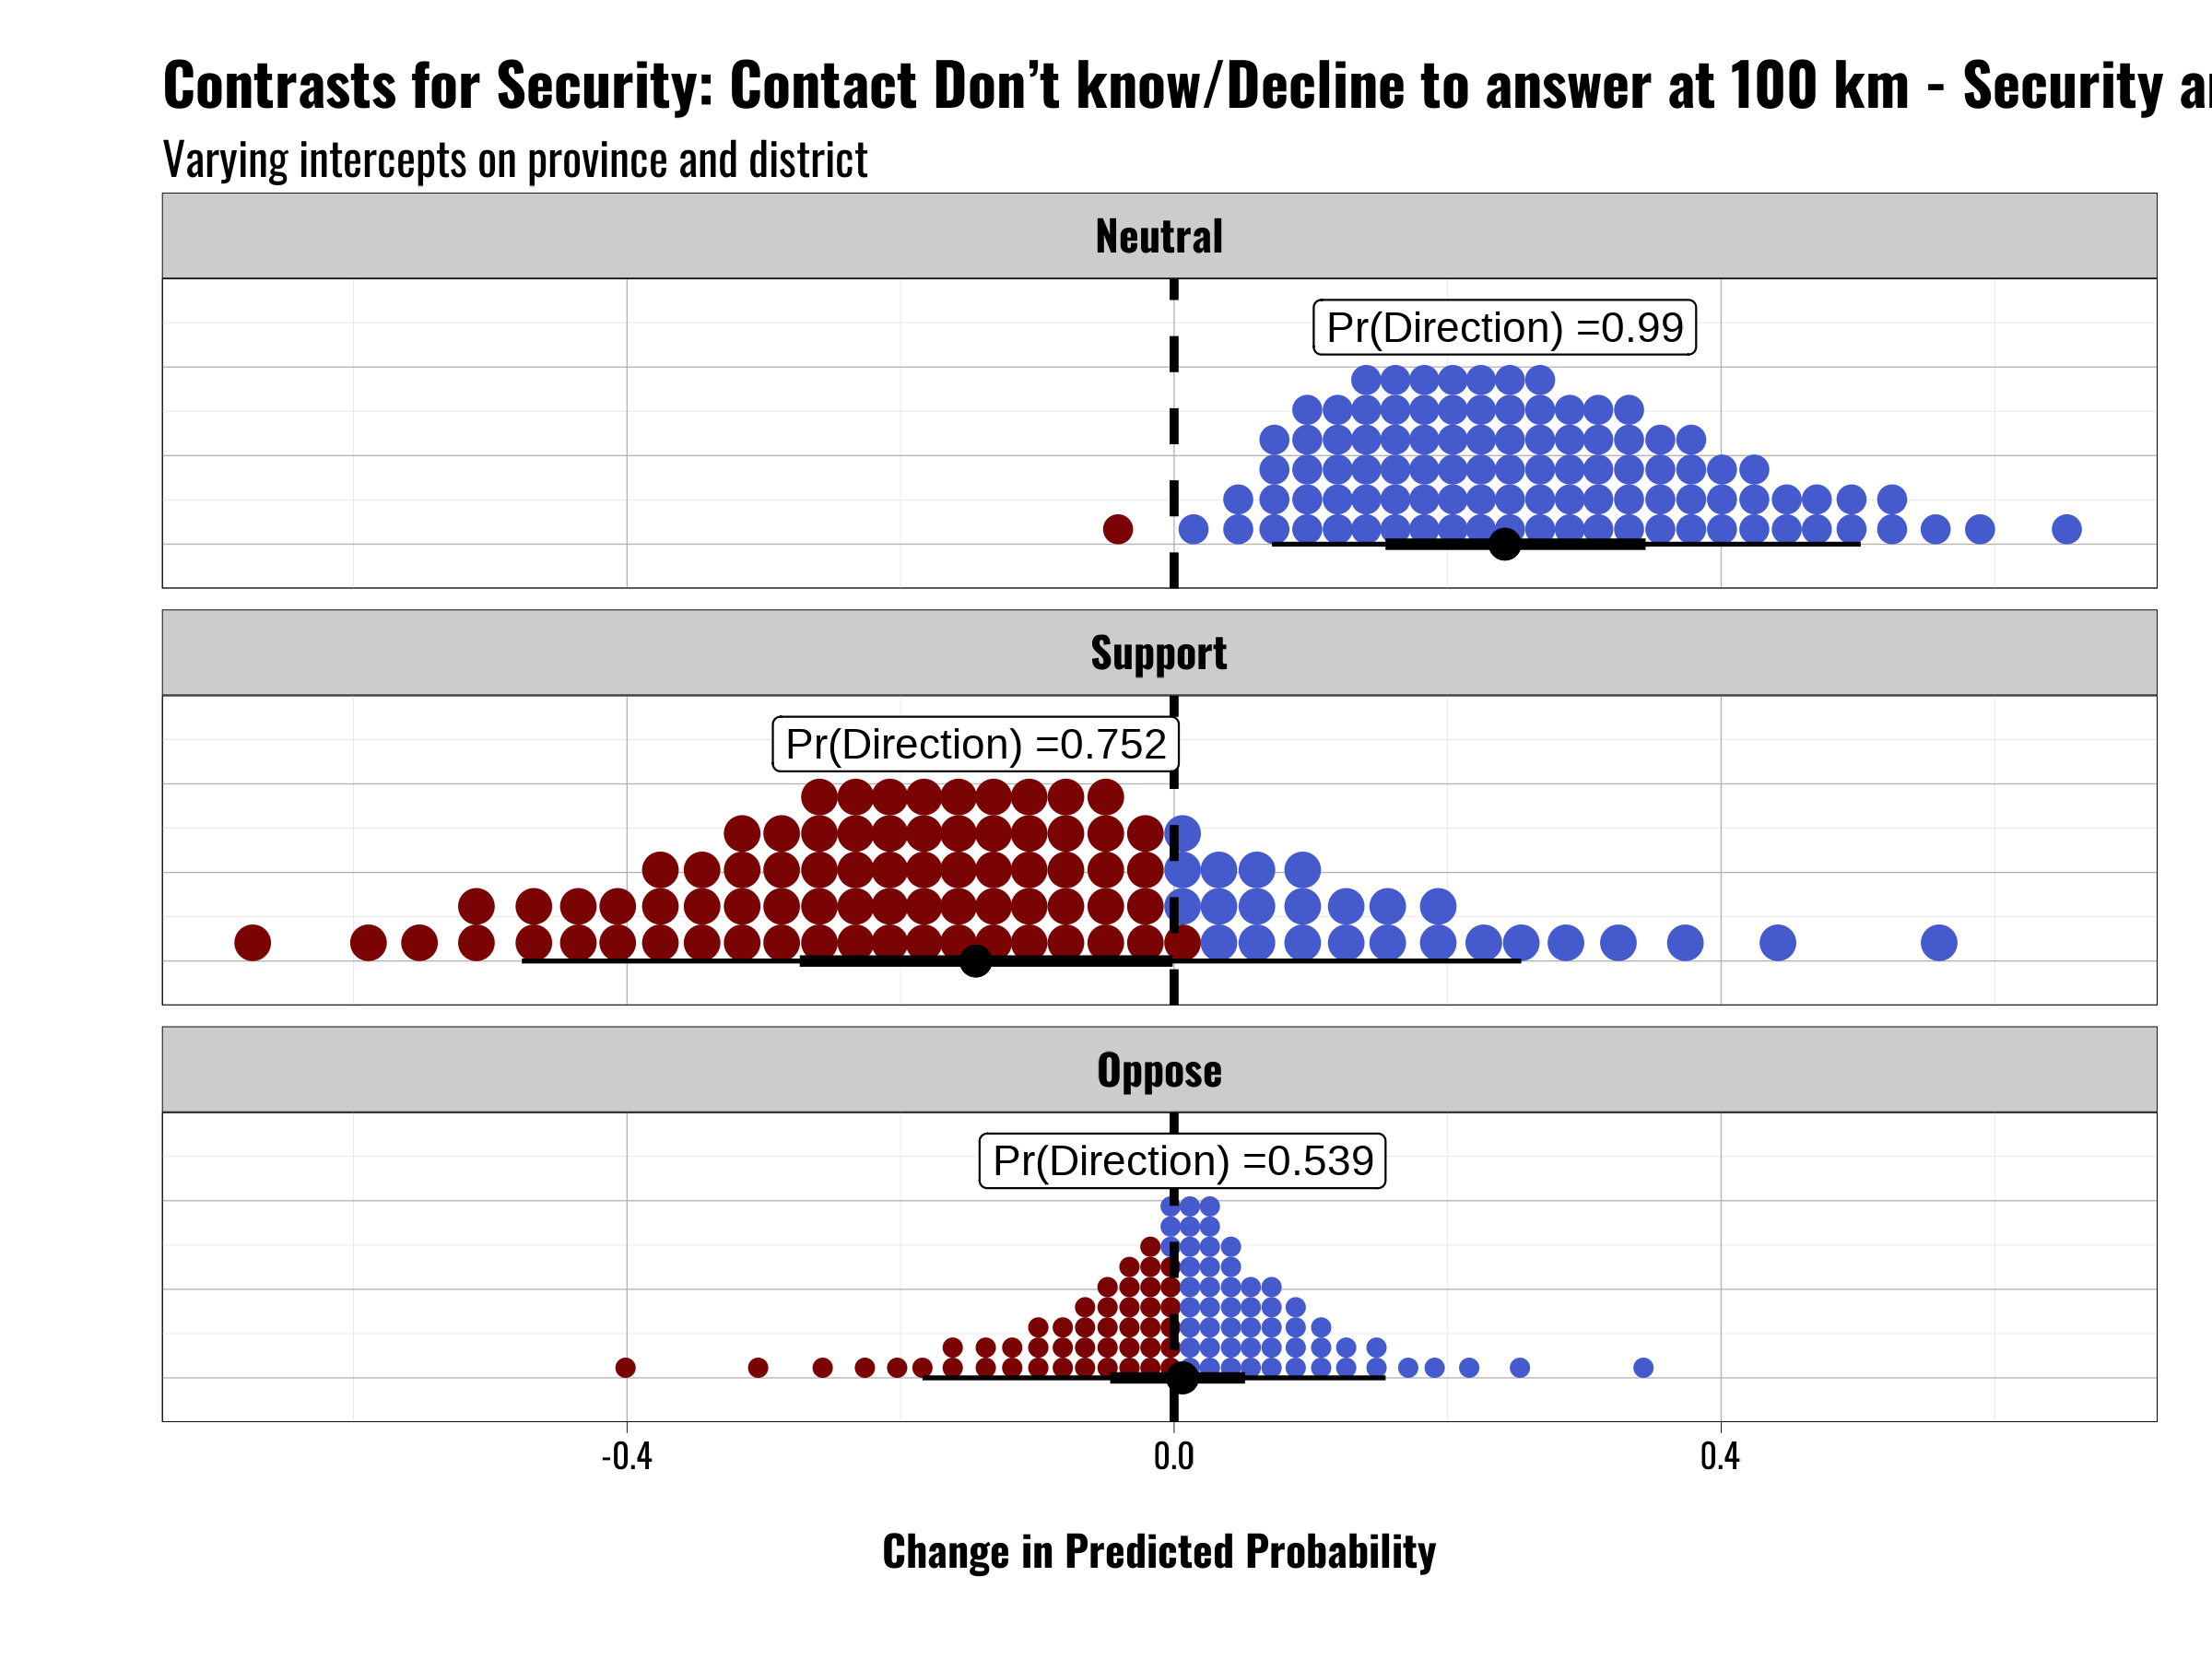 Contrasts for Security: Contact Don’t know/Decline to answer at 100 km - Security
Varying intercepts on province and district
Neutral
Pr(Direction) =0.99
Support
Pr(Direction) =0.752
Oppose
Pr(Direction) =0.539
-0.4
0.0
0.4
Change in Predicted Probability